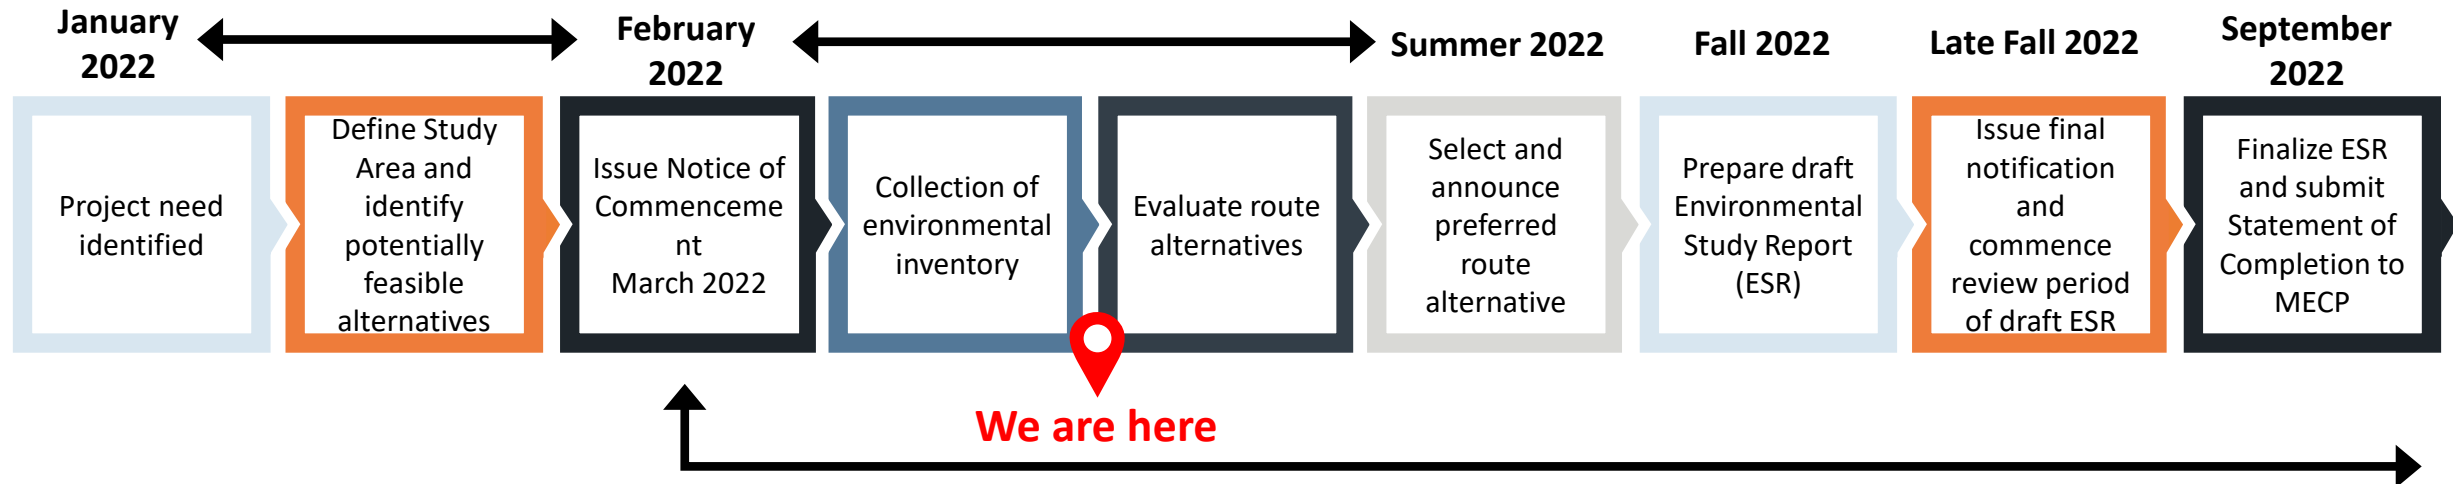 January
2022
February
2022
Summer 2022
Fall 2022
Late Fall 2022
September
2022
Project need
identified
Define Study
Area and
identify
potentially
feasible
alternatives
Issue Notice of
Commenceme
nt
March 2022
Collection of
environmental
inventory
Evaluate route
alternatives
Select and
announce
preferred
route
alternative
Prepare draft
Environmental
Study Report
(ESR)
Issue final
notification
and
commence
review period
of draft ESR
Finalize ESR
and submit
Statement of
Completion to
MECP
We are here